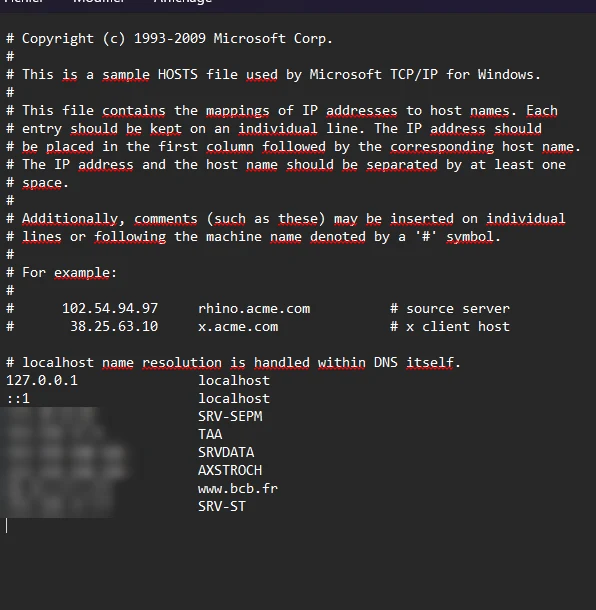 Fichier Modifier Affichage
# Copyright (c) 1993-2009 Microsoft Corp.
#
# This is a sample HOSTS file used by Microsoft TCP/IP for Windows.
#
# This file contains the mappings of IP addresses to host names. Each
# entry should be kept on an individual line. The IP address should
# be placed in the first column followed by the corresponding host name.
# The IP address and the host name should be separated by at least one
# space.
#
# Additionally, comments (such as these) may be inserted on individual
# lines or following the machine name denoted by a '#' symbol.
#
# For example:
#
#      102.54.94.97     rhino.acme.com          # source server
#       38.25.63.10     x.acme.com              # x client host

# localhost name resolution is handled within DNS itself.
127.0.0.1               localhost
::1                     localhost
SRV-SEPM
TAA
SRVDATA
AXSTROCH
www.bcb.fr
SRV-ST